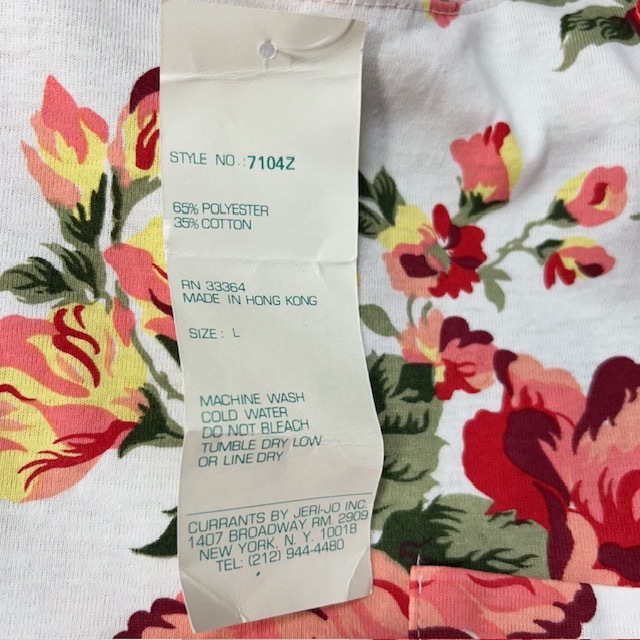 STYLE NO. : 7104Z
65% POLYESTER
35% COTTON
RN 33364
MADE IN HONG KONG
SIZE : L
MACHINE WASH
COLD WATER
DO NOT BLEACH
TUMBLE DRY LOW
OR LINE DRY
CURRANTS BY JERI-JO INC.
1407 BROADWAY RM. 2909
NEW YORK, N. Y. 10018
TEL: (212) 944-4480